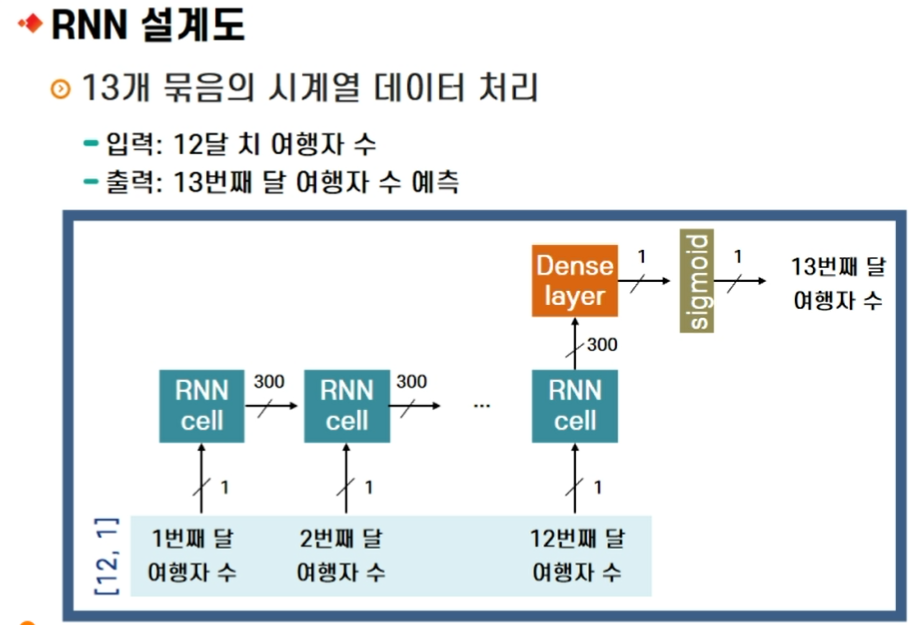 RNN 설계도
13개 묶음의 시계열 데이터 처리
- 입력: 12달 치 여행자 수
- 출력: 13번째 달 여행자 수 예측
Dense
layer
1
sigmoid
1
13번째 달
여행자 수
300
RNN
cell
300
RNN
cell
300
...
RNN
cell
1
1
1
[12, 1]
1번째 달
여행자 수
2번째 달
여행자 수
12번째 달
여행자 수